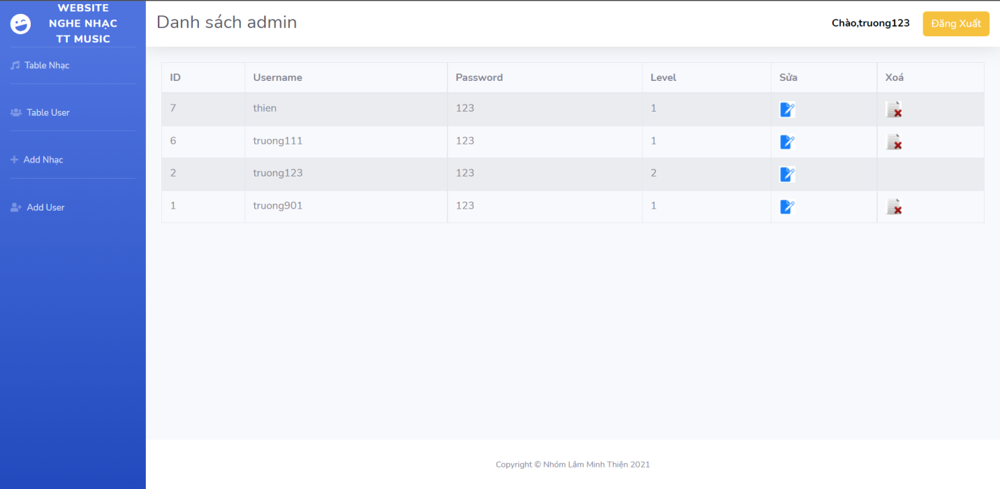 WEBSITE
NGHE NHẠC
TT MUSIC
Table Nhạc
Table User
Add Nhạc
Add User
Danh sách admin
Chào,truong123
Đăng Xuất
ID Username Password Level Sửa Xoá
7 thien 123 1
6 truong111 123 1
2 truong123 123 2
1 truong901 123 1
Copyright © Nhóm Lâm Minh Thiện 2021